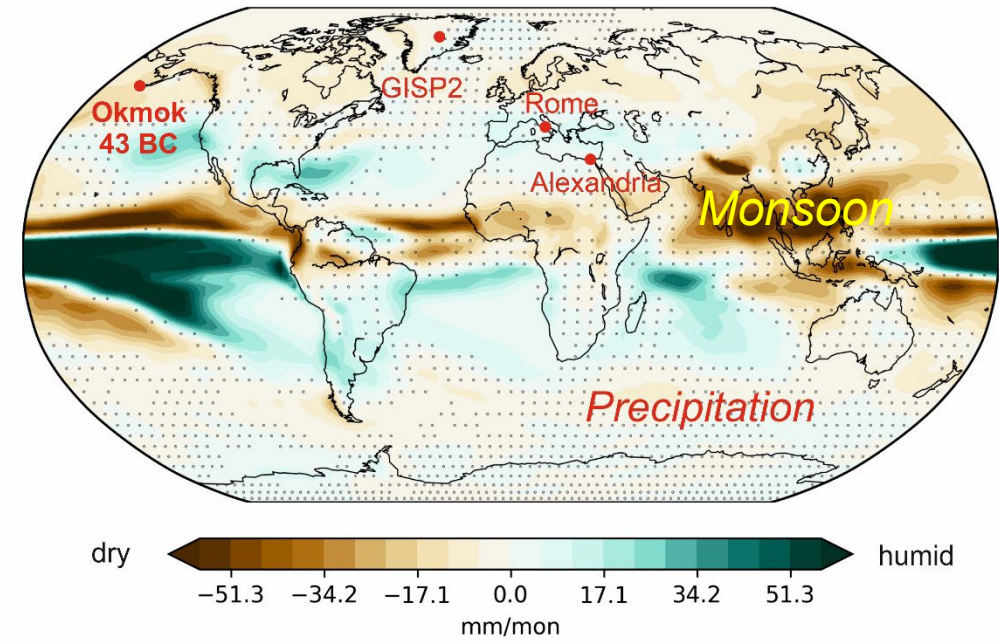 GISP2
Okmok
43 BC
Rome
Alexandria
Monsoon
Precipitation
dry
humid
−51.3 −34.2 −17.1 0.0 17.1 34.2 51.3
mm/mon